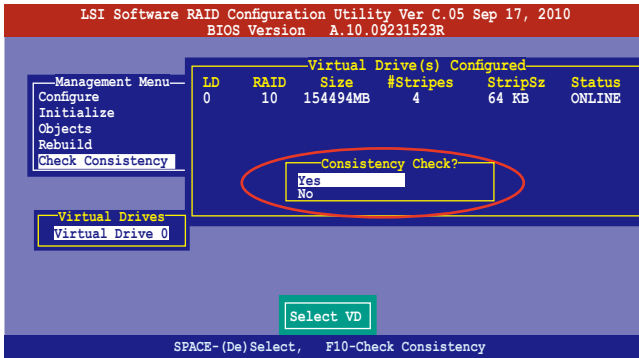 LSI Software RAID Configuration Utility Ver C.05 Sep 17, 2010
BIOS Version A.10.09231523R
Virtual Drive(s) Configured
LD RAID Size #Stripes StripSz Status
0 10 154494MB 4 64 KB ONLINE
Management Menu
Configure
Initialize
Objects
Rebuild
Check Consistency
Consistency Check?
Yes
No
Virtual Drives
Virtual Drive 0
Select VD
SPACE-(De)Select, F10-Check Consistency